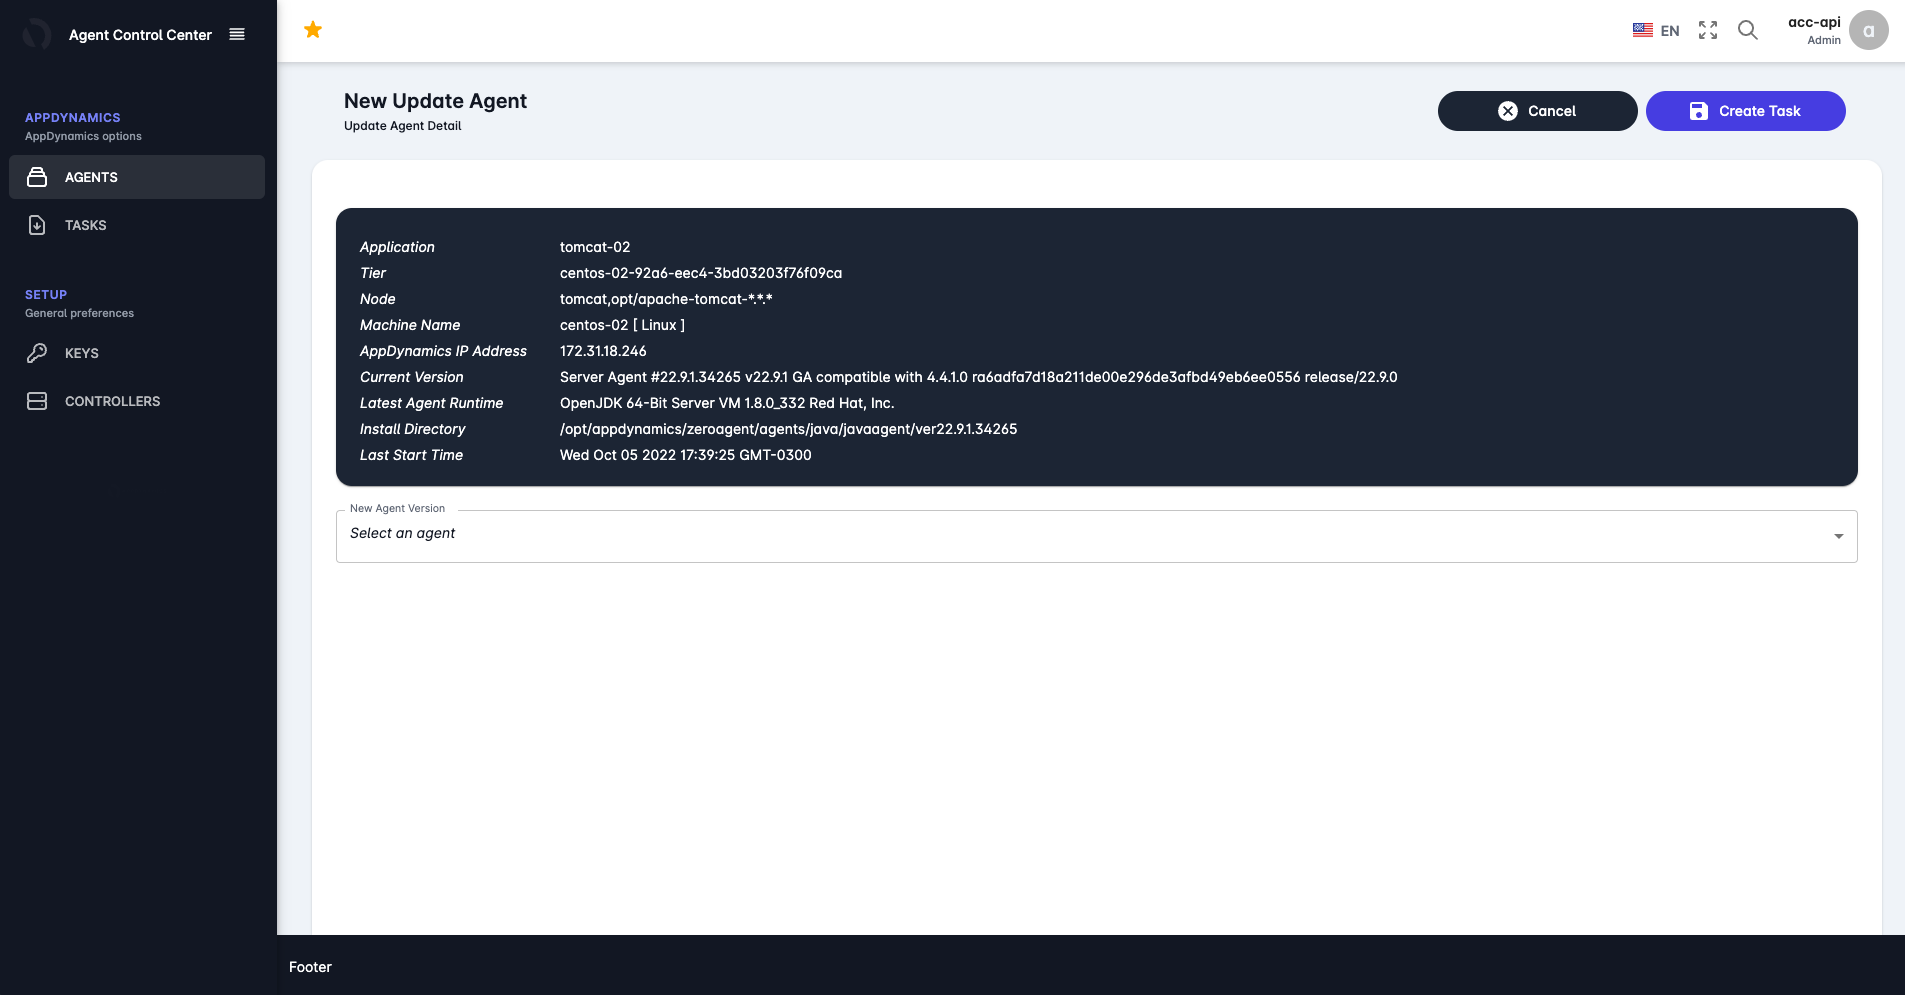 Agent Control Center
EN
acc-api
Admin
a
APPDYNAMICS
AppDynamics options
AGENTS
TASKS
SETUP
General preferences
KEYS
CONTROLLERS
New Update Agent
Update Agent Detail
Cancel
Create Task
Application tomcat-02
Tier centos-02-92a6-eec4-3bd03203f76f09ca
Node tomcat,opt/apache-tomcat-*.*.*
Machine Name centos-02 [ Linux ]
AppDynamics IP Address 172.31.18.246
Current Version Server Agent #22.9.1.34265 v22.9.1 GA compatible with 4.4.1.0 ra6adfa7d18a211de00e296de3afbd49eb6ee0556 release/22.9.0
Latest Agent Runtime OpenJDK 64-Bit Server VM 1.8.0_332 Red Hat, Inc.
Install Directory /opt/appdynamics/zeroagent/agents/java/javaagent/ver22.9.1.34265
Last Start Time Wed Oct 05 2022 17:39:25 GMT-0300
New Agent Version
Select an agent
Footer